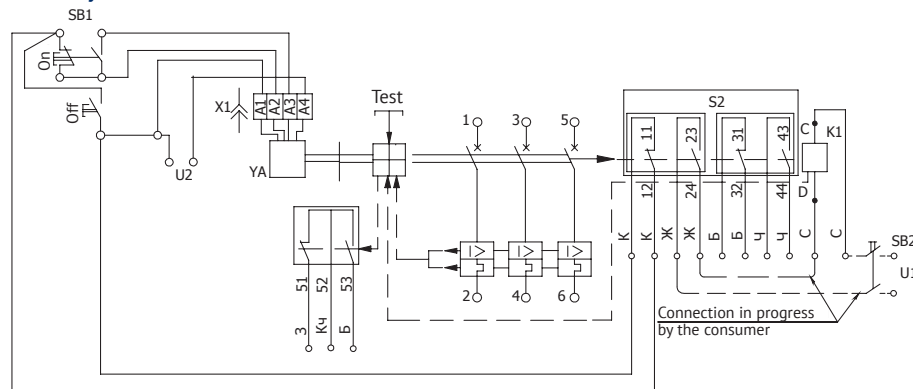 SB1
On
Off
X1
A1
A2
A3
A4
U2
YA
Test
1
3
5
S2
11
23
31
43
C
K1
12
24
32
44
D
51
52
53
З
Кч
Б
2
4
6
К
К
Ж
Ж
Б
Б
Ч
Ч
С
С
SB2
U1
Connection in progress
by the consumer